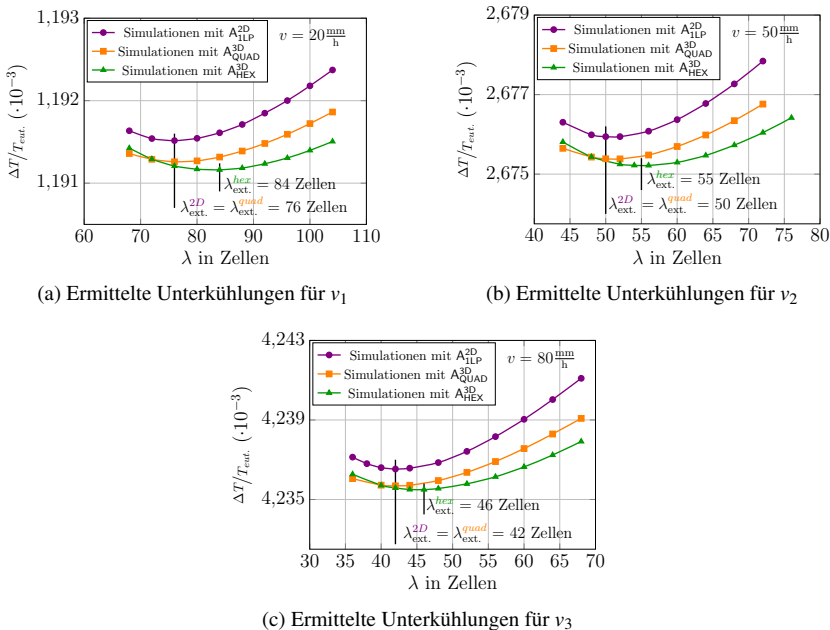 1,193
1,192
1,191
ΔT/T_eut. (·10⁻³)
Simulationen mit A^2D_1LP
Simulationen mit A^3D_QUAD
Simulationen mit A^3D_HEX
v = 20 mm/h
λ^hex_ext. = 84 Zellen
λ^2D_ext. = λ^quad_ext. = 76 Zellen
60 70 80 90 100 110
λ in Zellen
(a) Ermittelte Unterkühlungen für v₁
2,679
2,677
2,675
ΔT/T_eut. (·10⁻³)
Simulationen mit A^2D_1LP
Simulationen mit A^3D_QUAD
Simulationen mit A^3D_HEX
v = 50 mm/h
λ^hex_ext. = 55 Zellen
λ^2D_ext. = λ^quad_ext. = 50 Zellen
40 45 50 55 60 65 70 75 80
λ in Zellen
(b) Ermittelte Unterkühlungen für v₂
4,243
4,239
4,235
ΔT/T_eut. (·10⁻³)
Simulationen mit A^2D_1LP
Simulationen mit A^3D_QUAD
Simulationen mit A^3D_HEX
v = 80 mm/h
λ^hex_ext. = 46 Zellen
λ^2D_ext. = λ^quad_ext. = 42 Zellen
30 35 40 45 50 55 60 65 70
λ in Zellen
(c) Ermittelte Unterkühlungen für v₃